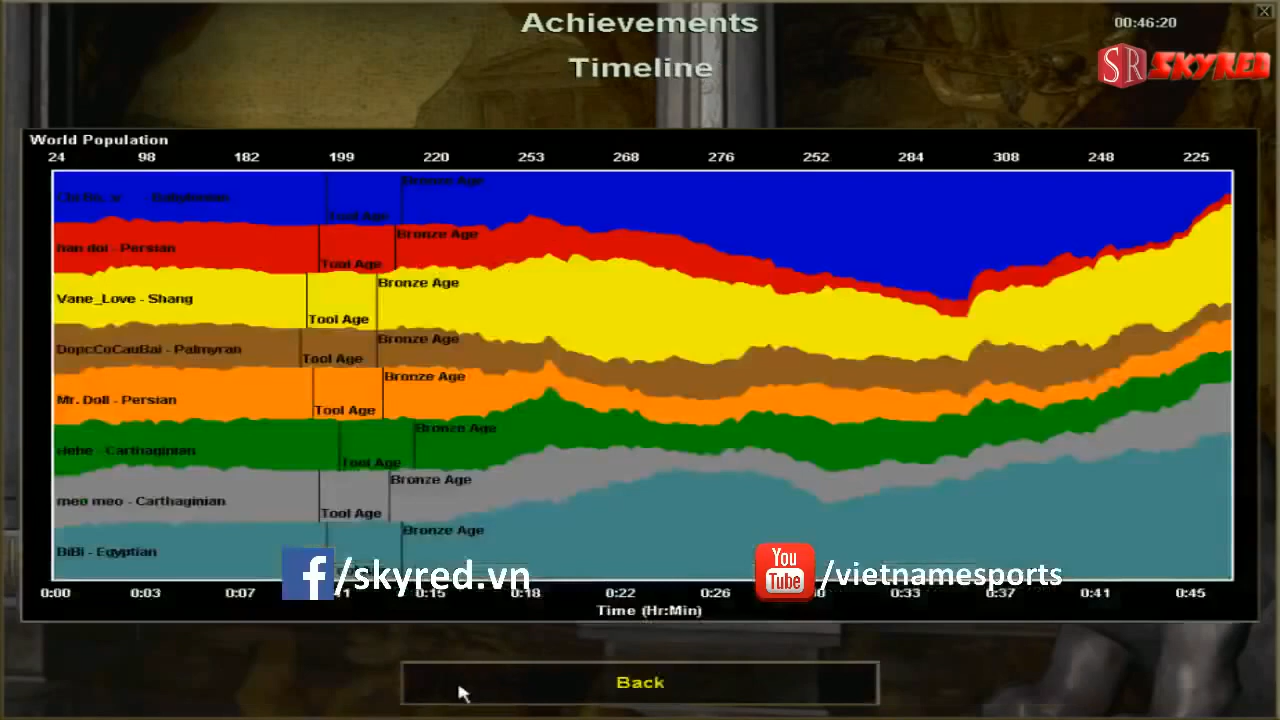 Achievements
00:46:20
Timeline
SR SKYRED
World Population
24 98 182 199 220 253 268 276 252 284 308 248 225
Babylonian
Bronze Age
Tool Age
han doi - Persian
Bronze Age
Tool Age
Vane_Love - Shang
Bronze Age
Tool Age
DopcCoCauBai - Palmyran
Bronze Age
Tool Age
Mr. Doll - Persian
Bronze Age
Tool Age
Hehe - Carthaginian
Bronze Age
Tool Age
meo meo - Carthaginian
Bronze Age
Tool Age
BiBi - Egyptian
Bronze Age
f/skyred.vn
You Tube /vietnamesports
0:00 0:03 0:07 0:15 0:18 0:22 0:26 0:33 0:37 0:41 0:45
Time (Hr:Min)
Back